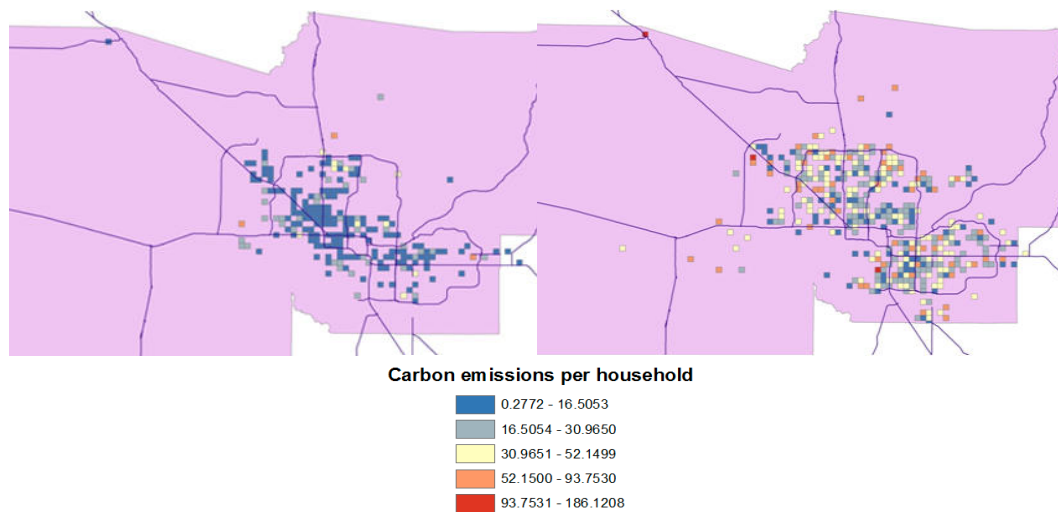 Carbon emissions per household
0.2772 - 16.5053
16.5054 - 30.9650
30.9651 - 52.1499
52.1500 - 93.7530
93.7531 - 186.1208